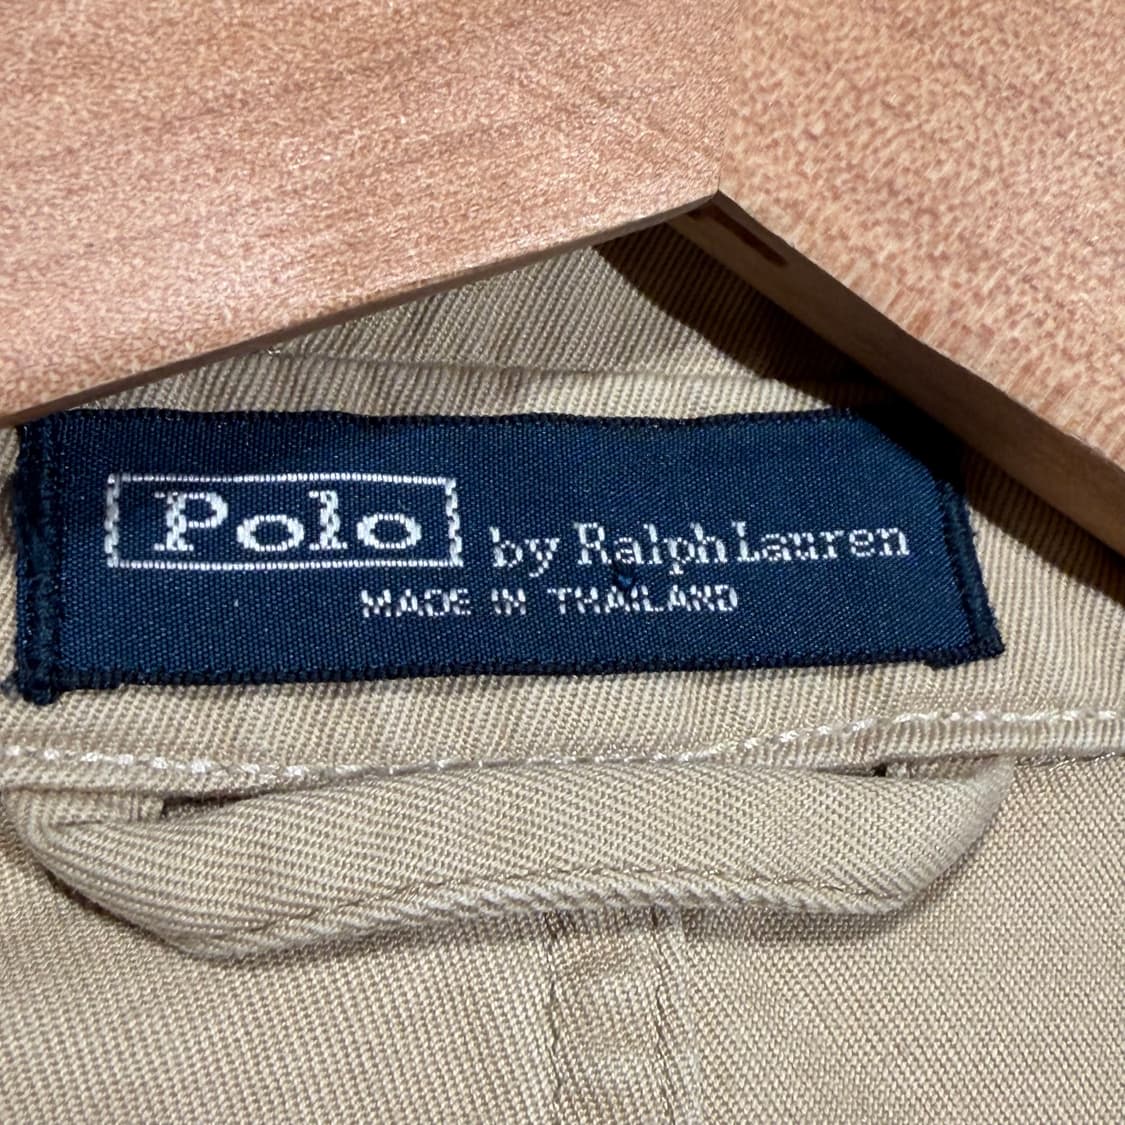 Polo by Ralph Lauren
MADE IN THAILAND